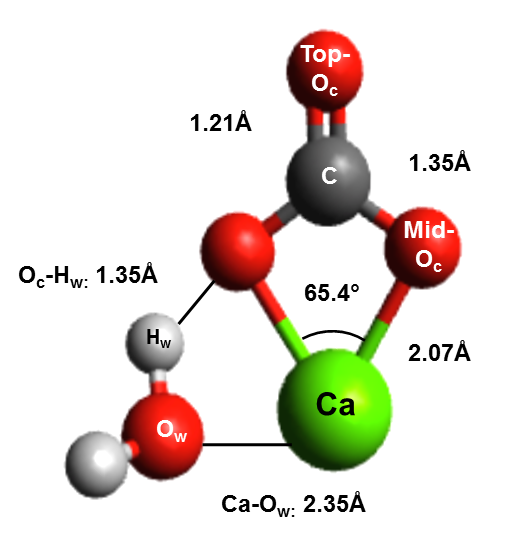 Top-
Oc
1.21Å
C
1.35Å
Mid-
Oc
Oc-Hw: 1.35Å
65.4°
Hw
2.07Å
Ca
Ow
Ca-Ow: 2.35Å